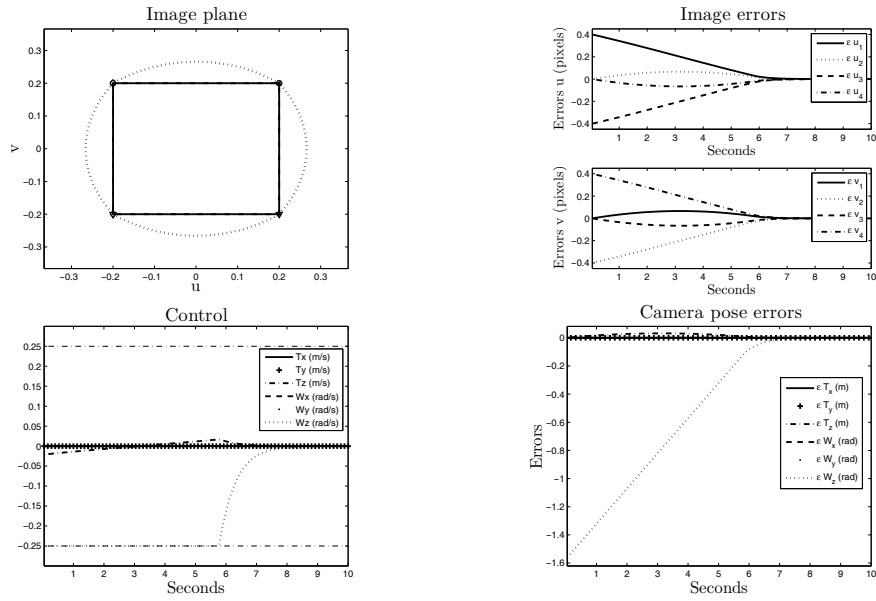 Image plane
0.3
0.2
0.1
0
−0.1
−0.2
−0.3
v
−0.3
−0.2
−0.1
0
0.1
0.2
0.3
u
Image errors
0.4
0.2
0
−0.2
−0.4
Errors u (pixels)
ε u1
ε u2
ε u3
ε u4
1 2 3 4 5 6 7 8 9 10
Seconds
0.4
0.2
0
−0.2
−0.4
Errors v (pixels)
ε v1
ε v2
ε v3
ε v4
1 2 3 4 5 6 7 8 9 10
Seconds
Control
0.25
0.2
0.15
0.1
0.05
0
−0.05
−0.1
−0.15
−0.2
−0.25
Tx (m/s)
Ty (m/s)
Tz (m/s)
Wx (rad/s)
Wy (rad/s)
Wz (rad/s)
1 2 3 4 5 6 7 8 9 10
Seconds
Camera pose errors
0
−0.2
−0.4
−0.6
−0.8
−1
−1.2
−1.4
−1.6
Errors
ε Tx (m)
ε Ty (m)
ε Tz (m)
ε Wx (rad)
ε Wy (rad)
ε Wz (rad)
1 2 3 4 5 6 7 8 9 10
Seconds